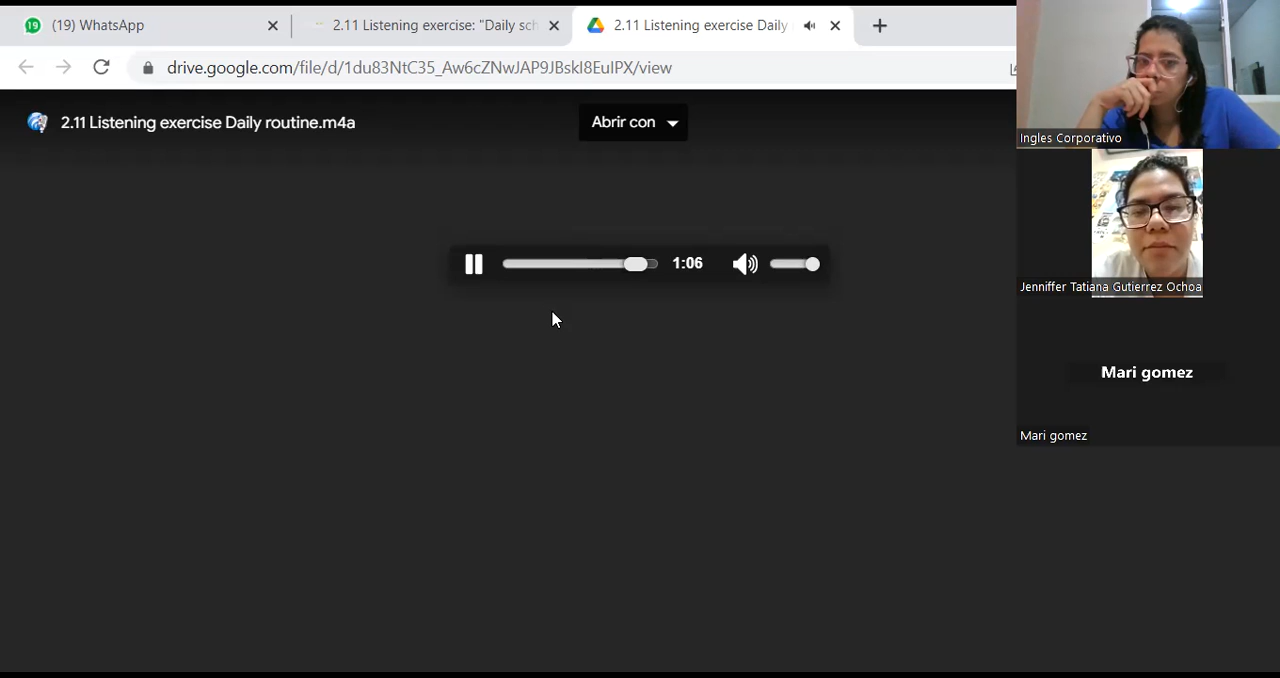 19 (19) WhatsApp
2.11 Listening exercise: "Daily sch
2.11 Listening exercise Daily
drive.google.com/file/d/1du83NtC35_Aw6cZNwJAP9JBskI8EuIPX/view
2.11 Listening exercise Daily routine.m4a
Abrir con
1:06
Ingles Corporativo
Jenniffer Tatiana Gutierrez Ochoa
Mari gomez
Mari gomez